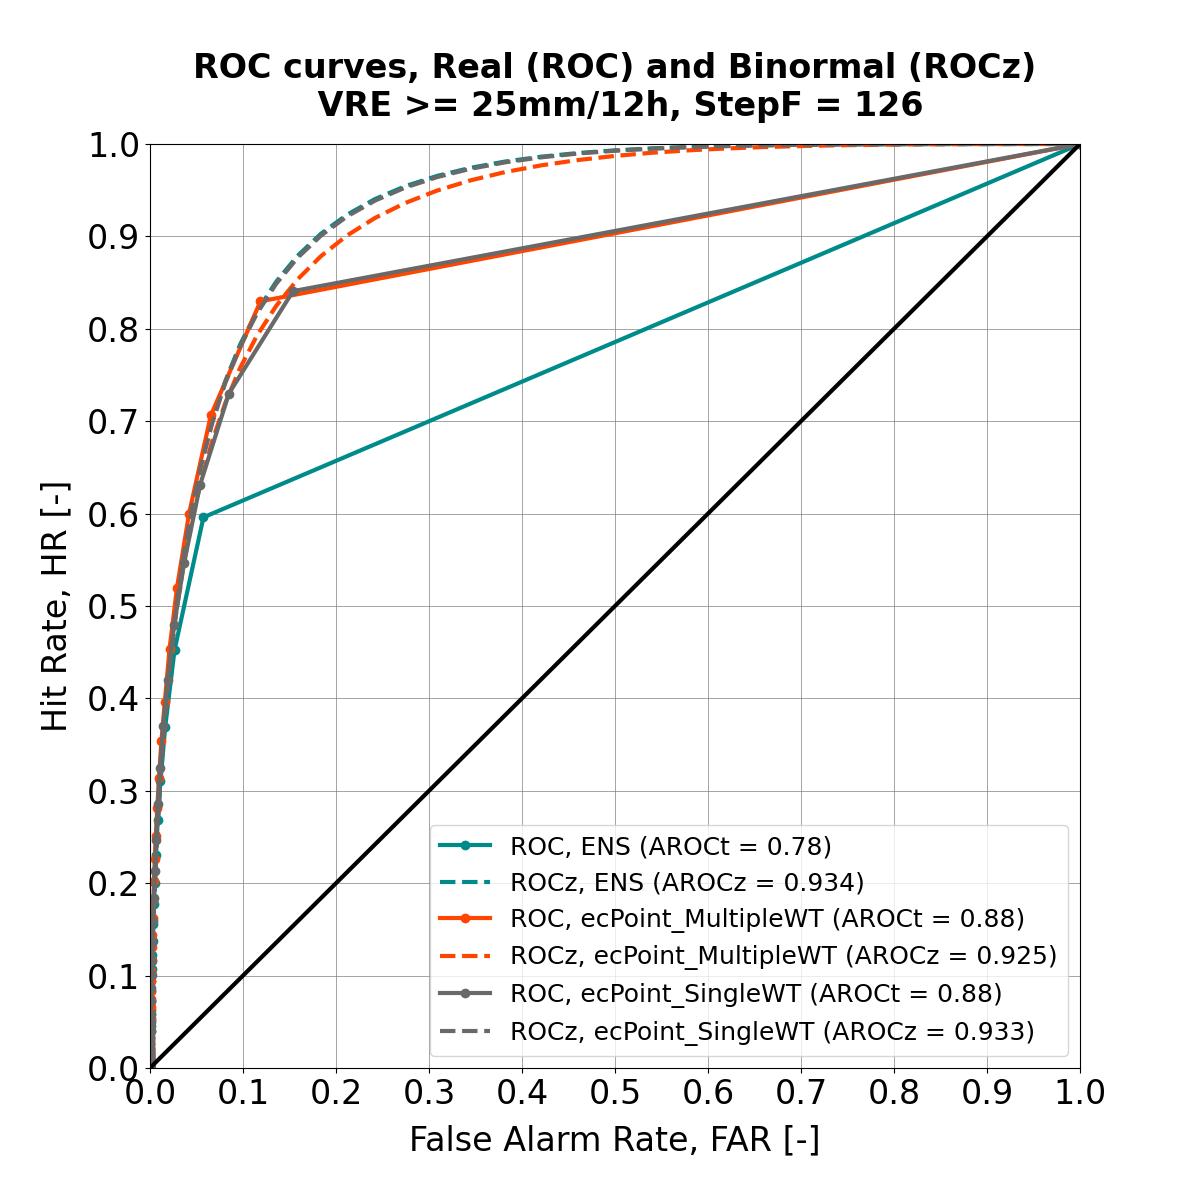 ROC curves, Real (ROC) and Binormal (ROCz)
VRE >= 25mm/12h, StepF = 126
1.0
0.9
0.8
0.7
0.6
0.5
0.4
0.3
0.2
0.1
0.0
Hit Rate, HR [-]
ROC, ENS (AROCt = 0.78)
ROCz, ENS (AROCz = 0.934)
ROC, ecPoint_MultipleWT (AROCt = 0.88)
ROCz, ecPoint_MultipleWT (AROCz = 0.925)
ROC, ecPoint_SingleWT (AROCt = 0.88)
ROCz, ecPoint_SingleWT (AROCz = 0.933)
0.0 0.1 0.2 0.3 0.4 0.5 0.6 0.7 0.8 0.9 1.0
False Alarm Rate, FAR [-]